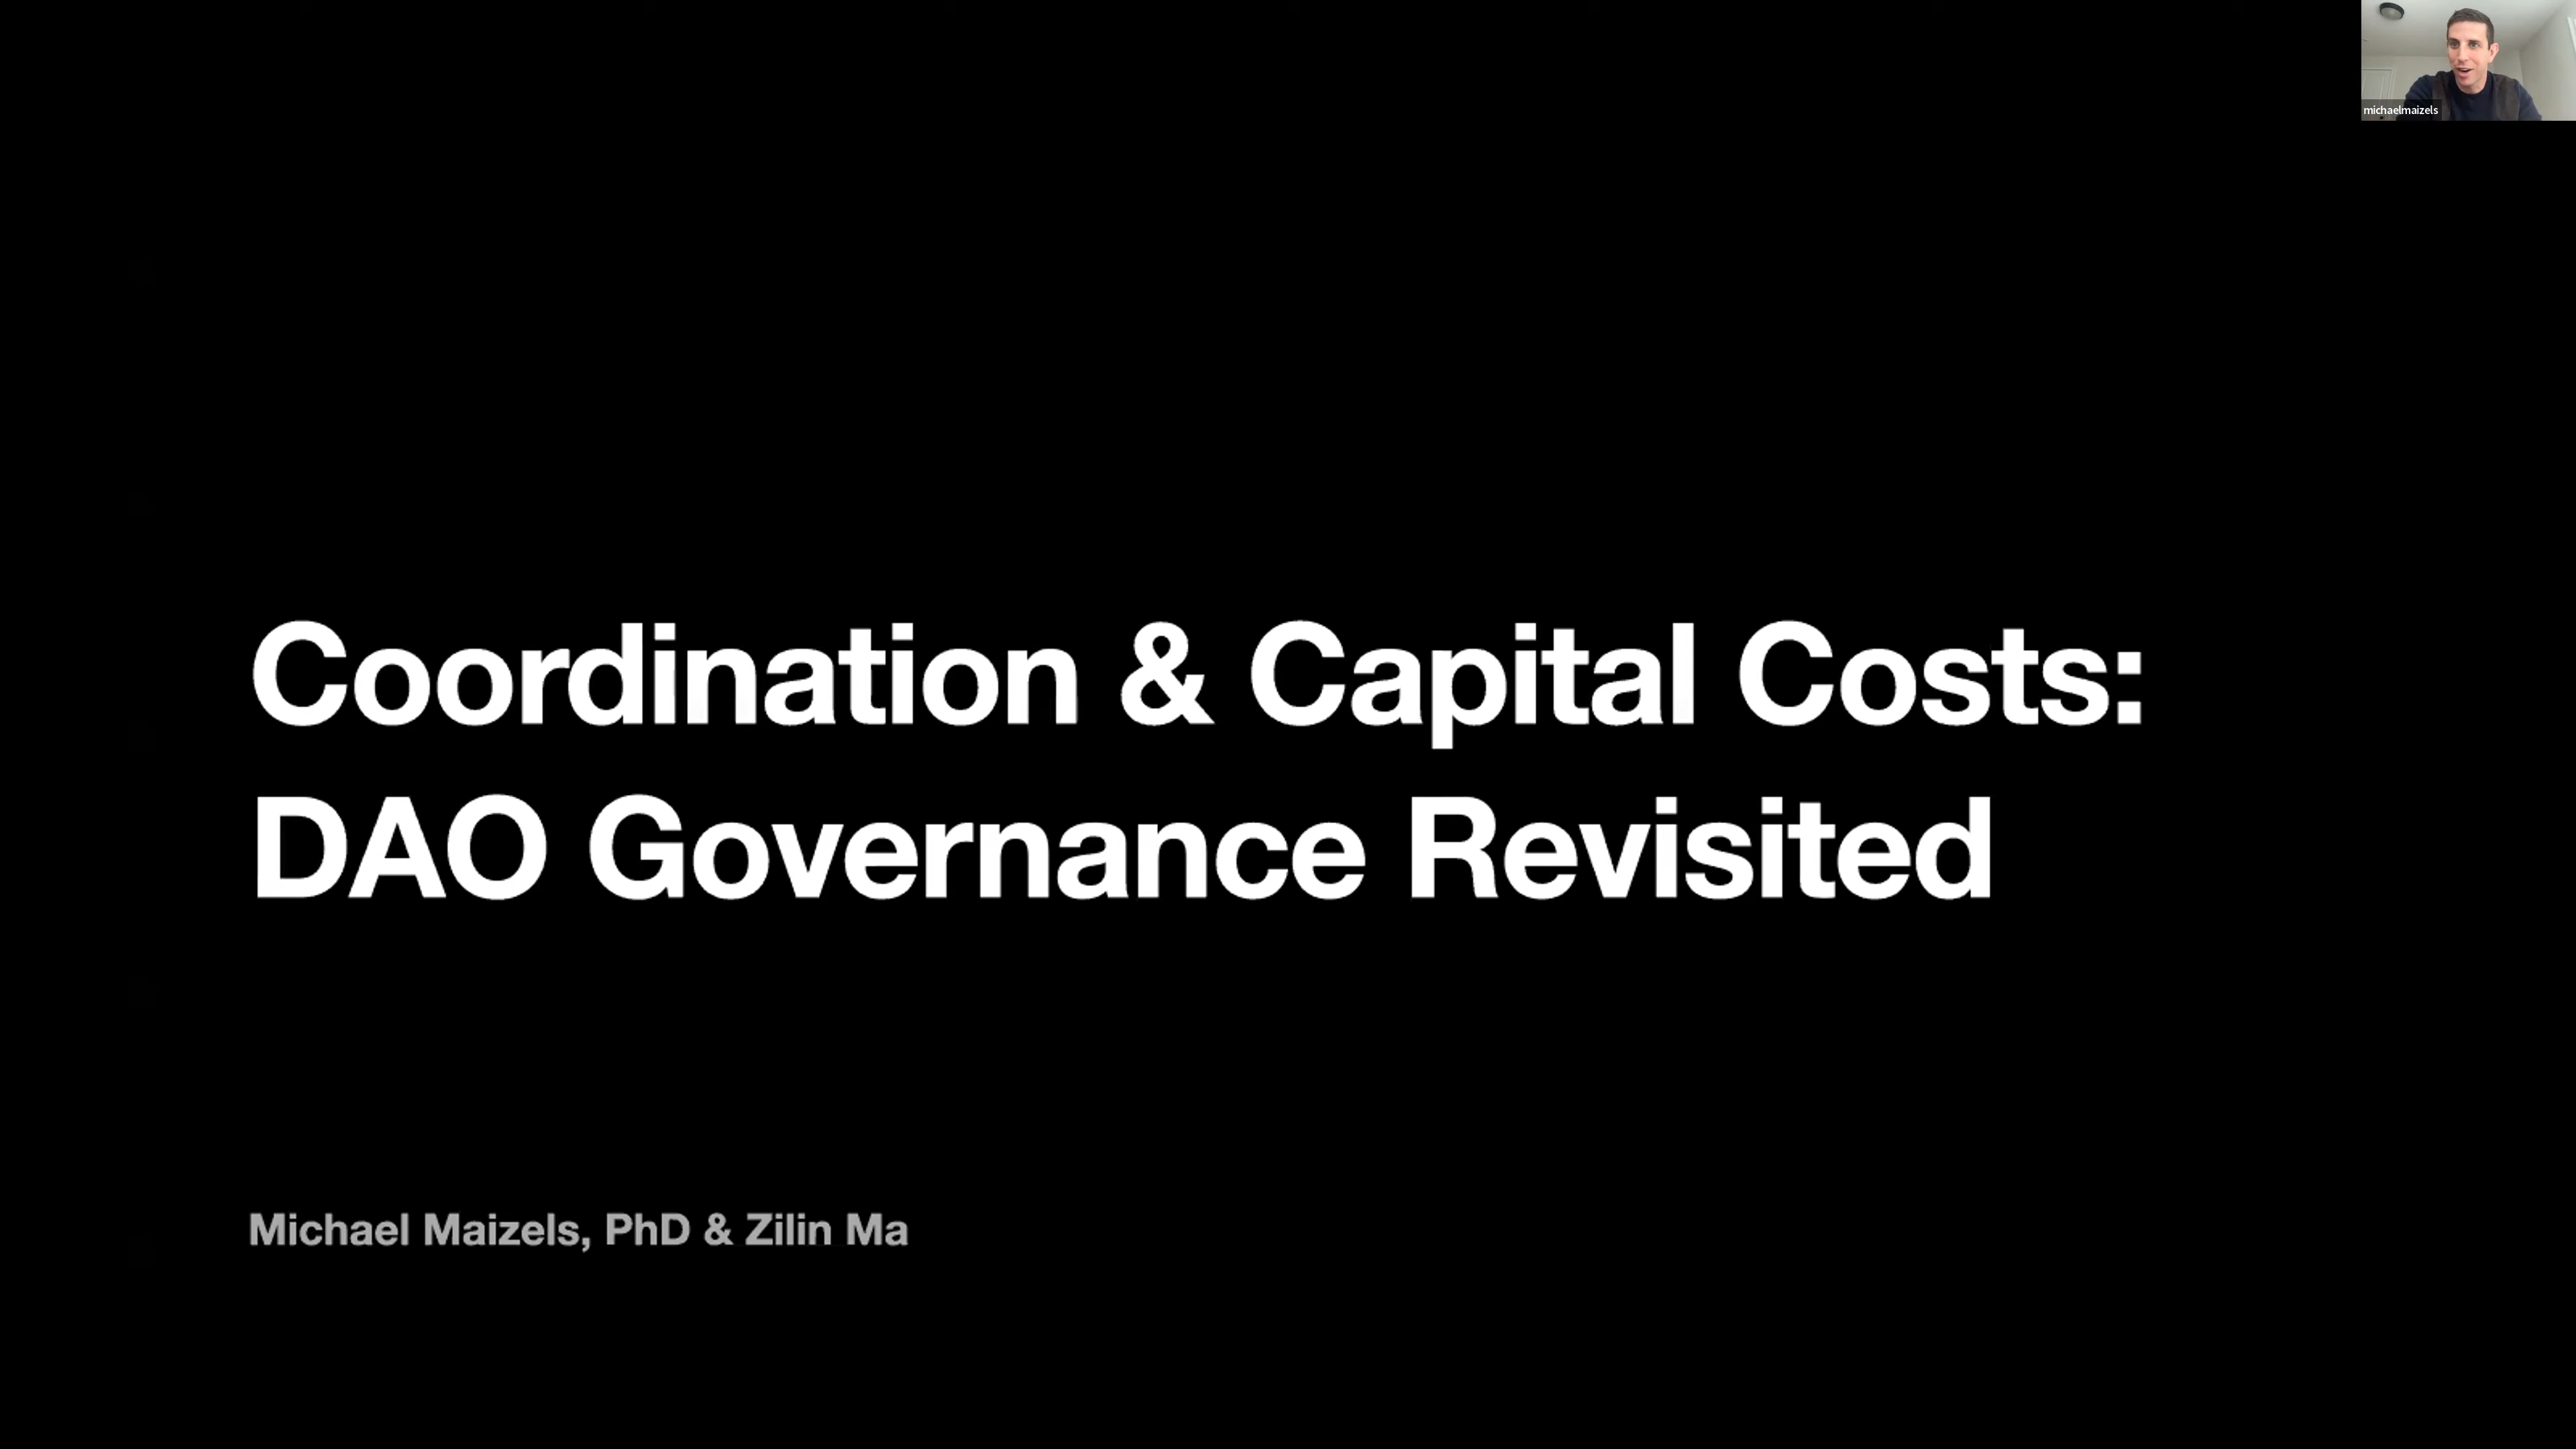 michaelmaizels
Coordination & Capital Costs:
DAO Governance Revisited
Michael Maizels, PhD & Zilin Ma